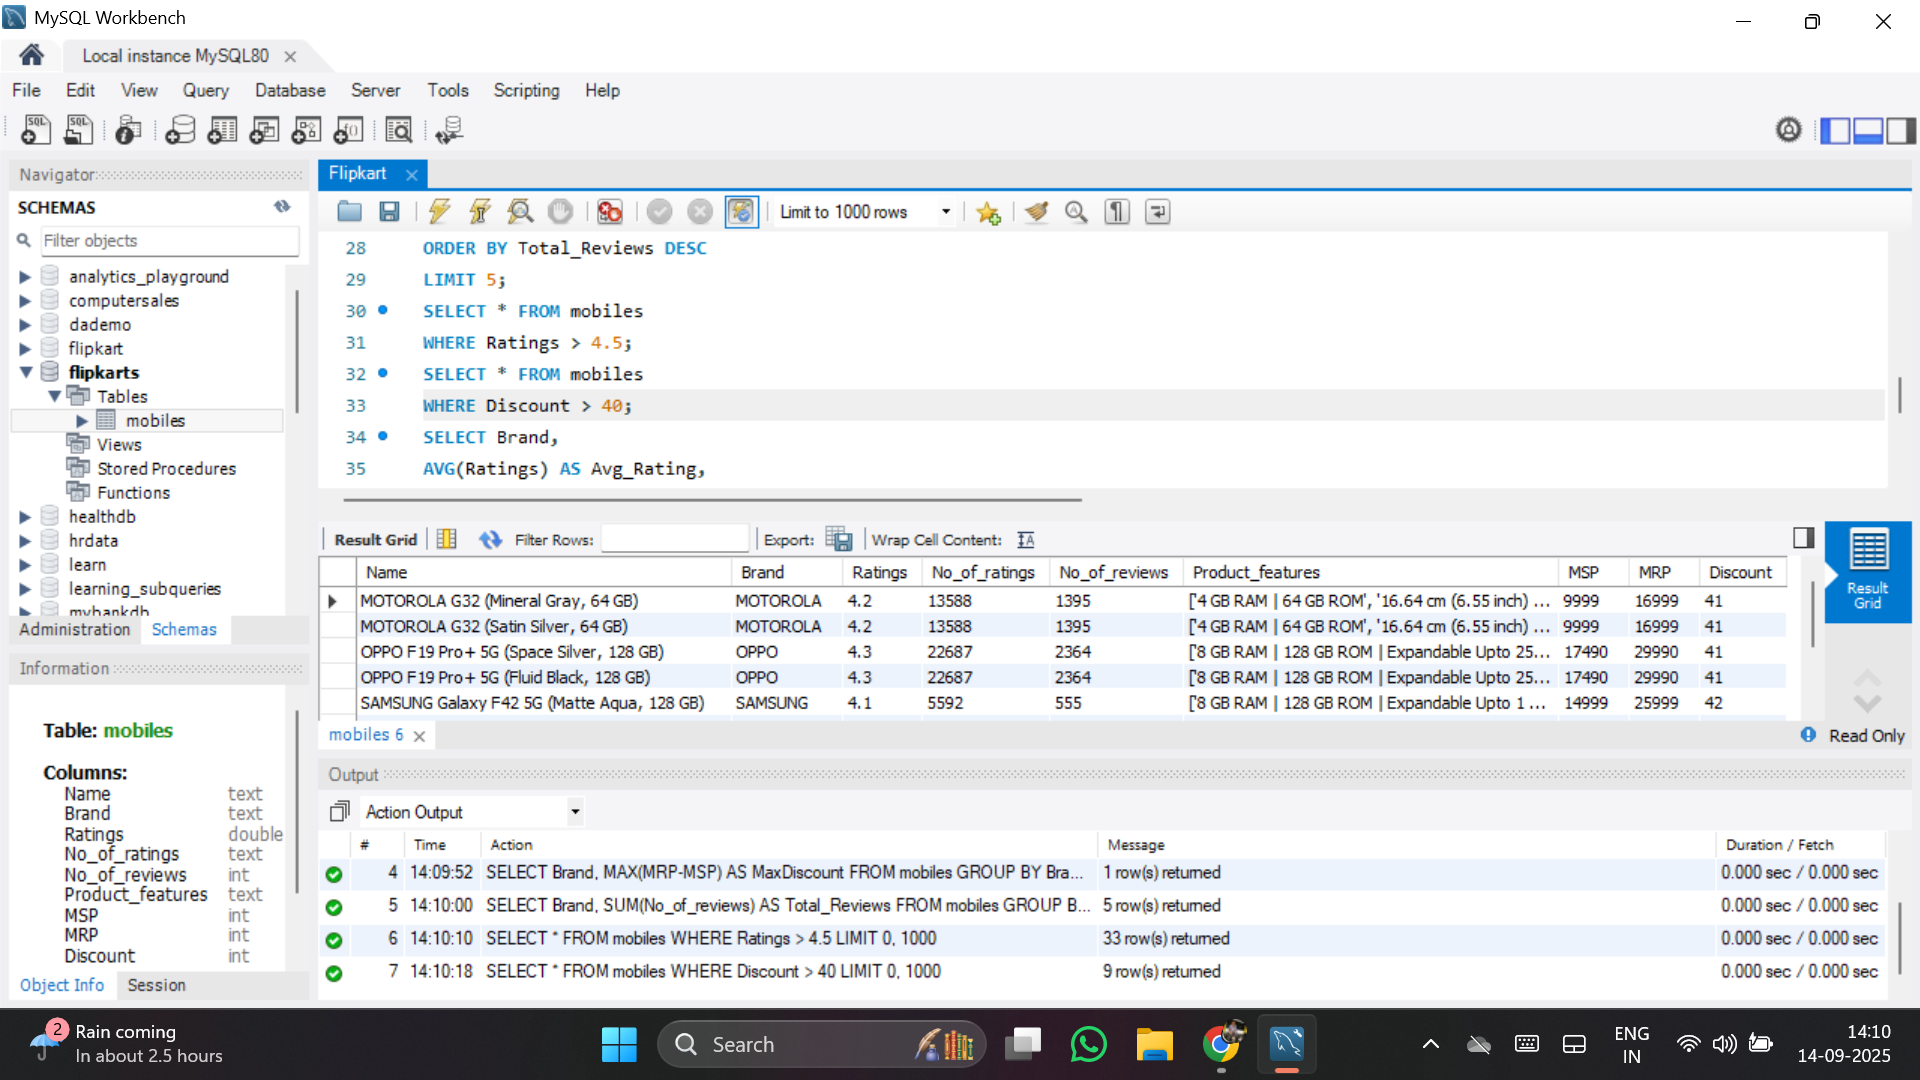 MySQL Workbench
Local instance MySQL80
File Edit View Query Database Server Tools Scripting Help
Navigator
SCHEMAS
Filter objects
analytics_playground
computersales
dademo
flipkart
flipkarts
Tables
mobiles
Views
Stored Procedures
Functions
healthdb
hrdata
learn
learning_subqueries
mybankdb
Administration Schemas
Information
Table: mobiles
Columns:
Name text
Brand text
Ratings double
No_of_ratings text
No_of_reviews int
Product_features text
MSP int
MRP int
Discount int
Object Info Session
Flipkart
Limit to 1000 rows
28 ORDER BY Total_Reviews DESC
29 LIMIT 5;
30 SELECT * FROM mobiles
31 WHERE Ratings > 4.5;
32 SELECT * FROM mobiles
33 WHERE Discount > 40;
34 SELECT Brand,
35 AVG(Ratings) AS Avg_Rating,
Result Grid Filter Rows: Export: Wrap Cell Content:
Name Brand Ratings No_of_ratings No_of_reviews Product_features MSP MRP Discount
MOTOROLA G32 (Mineral Gray, 64 GB) MOTOROLA 4.2 13588 1395 ['4 GB RAM | 64 GB ROM', '16.64 cm (6.55 inch) ... 9999 16999 41
MOTOROLA G32 (Satin Silver, 64 GB) MOTOROLA 4.2 13588 1395 ['4 GB RAM | 64 GB ROM', '16.64 cm (6.55 inch) ... 9999 16999 41
OPPO F19 Pro+ 5G (Space Silver, 128 GB) OPPO 4.3 22687 2364 ['8 GB RAM | 128 GB ROM | Expandable Upto 25... 17490 29990 41
OPPO F19 Pro+ 5G (Fluid Black, 128 GB) OPPO 4.3 22687 2364 ['8 GB RAM | 128 GB ROM | Expandable Upto 25... 17490 29990 41
SAMSUNG Galaxy F42 5G (Matte Aqua, 128 GB) SAMSUNG 4.1 5592 555 ['8 GB RAM | 128 GB ROM | Expandable Upto 1 ... 14999 25999 42
Result Grid
mobiles 6
Read Only
Output
Action Output
# Time Action Message Duration / Fetch
4 14:09:52 SELECT Brand, MAX(MRP-MSP) AS MaxDiscount FROM mobiles GROUP BY Bra... 1 row(s) returned 0.000 sec / 0.000 sec
5 14:10:00 SELECT Brand, SUM(No_of_reviews) AS Total_Reviews FROM mobiles GROUP B... 5 row(s) returned 0.000 sec / 0.000 sec
6 14:10:10 SELECT * FROM mobiles WHERE Ratings > 4.5 LIMIT 0, 1000 33 row(s) returned 0.000 sec / 0.000 sec
7 14:10:18 SELECT * FROM mobiles WHERE Discount > 40 LIMIT 0, 1000 9 row(s) returned 0.000 sec / 0.000 sec
2
Rain coming
In about 2.5 hours
Search
ENG
IN
14:10
14-09-2025